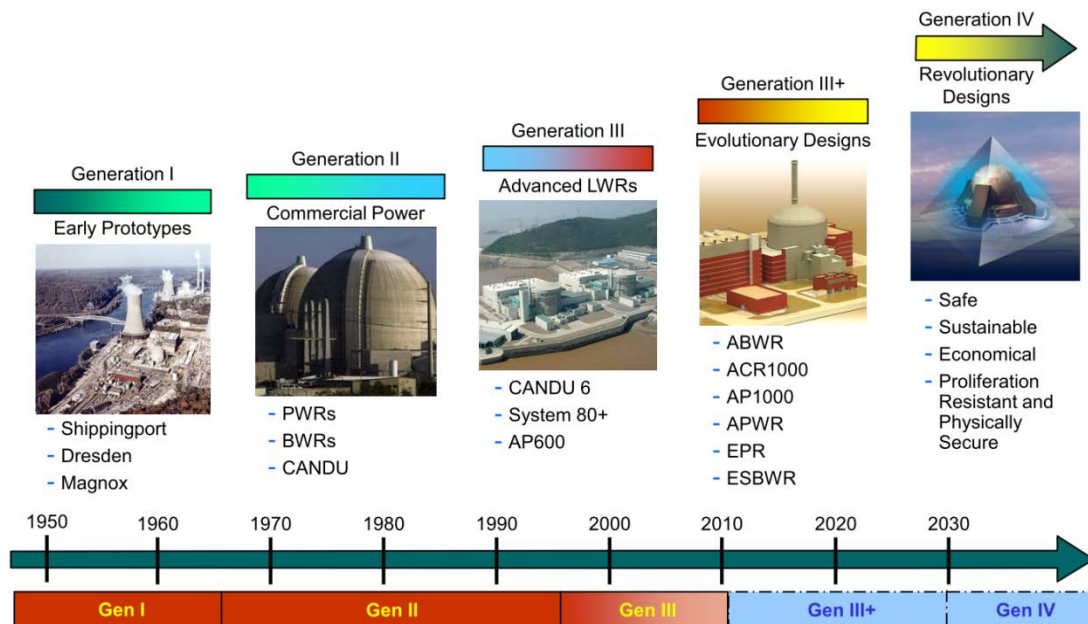 Generation I
Early Prototypes
- Shippingport
- Dresden
- Magnox
Generation II
Commercial Power
- PWRs
- BWRs
- CANDU
Generation III
Advanced LWRs
- CANDU 6
- System 80+
- AP600
Generation III+
Evolutionary Designs
- ABWR
- ACR1000
- AP1000
- APWR
- EPR
- ESBWR
Generation IV
Revolutionary
Designs
- Safe
- Sustainable
- Economical
- Proliferation
Resistant and
Physically
Secure
1950 1960 1970 1980 1990 2000 2010 2020 2030
Gen I Gen II Gen III Gen III+ Gen IV